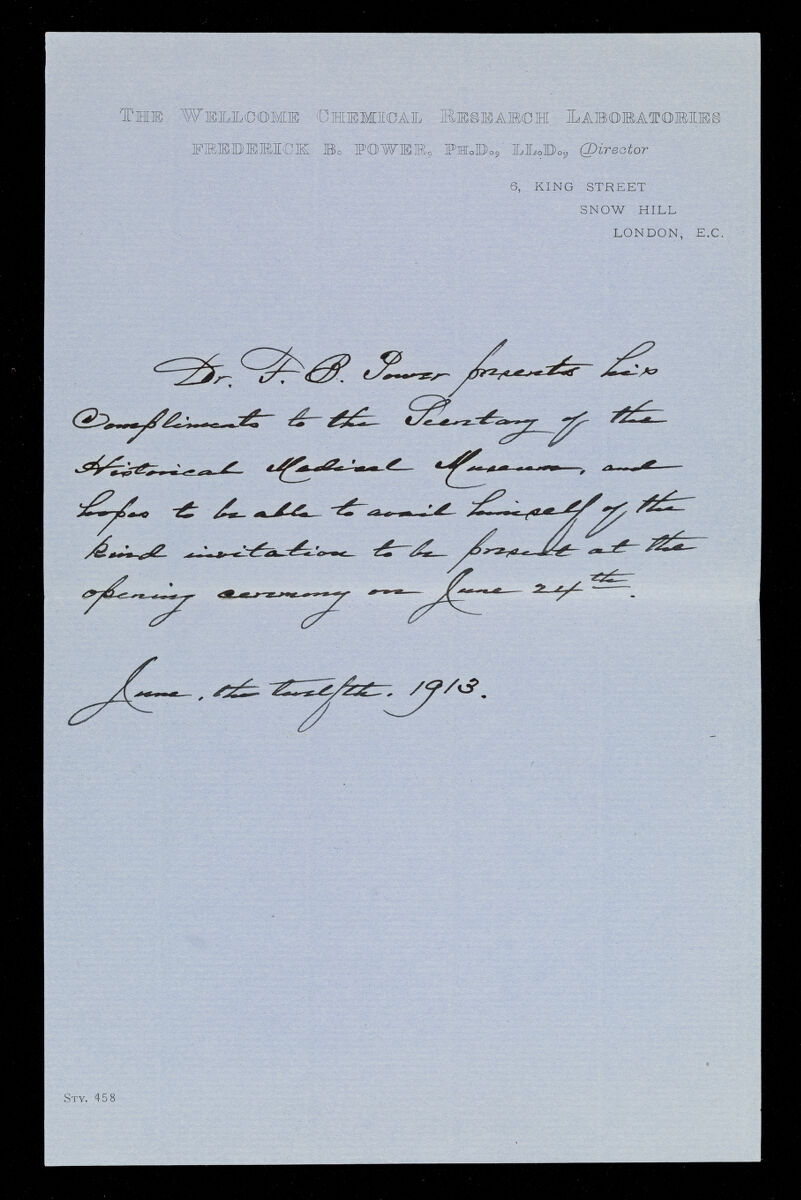 THE WELLCOME CHEMICAL RESEARCH LABORATORIES
FREDERICK B. POWER. PH.D., LL.D., Director
6, KING STREET
SNOW HILL
LONDON, E.C.
Dr. F. B. Power presents his
Compliments to the Secretary of the
Historical Medical Museum, and
hopes to be able to avail himself of the
kind invitation to be present at the
opening ceremony on June 24th.
June, the twelfth. 1913.
STY. 458